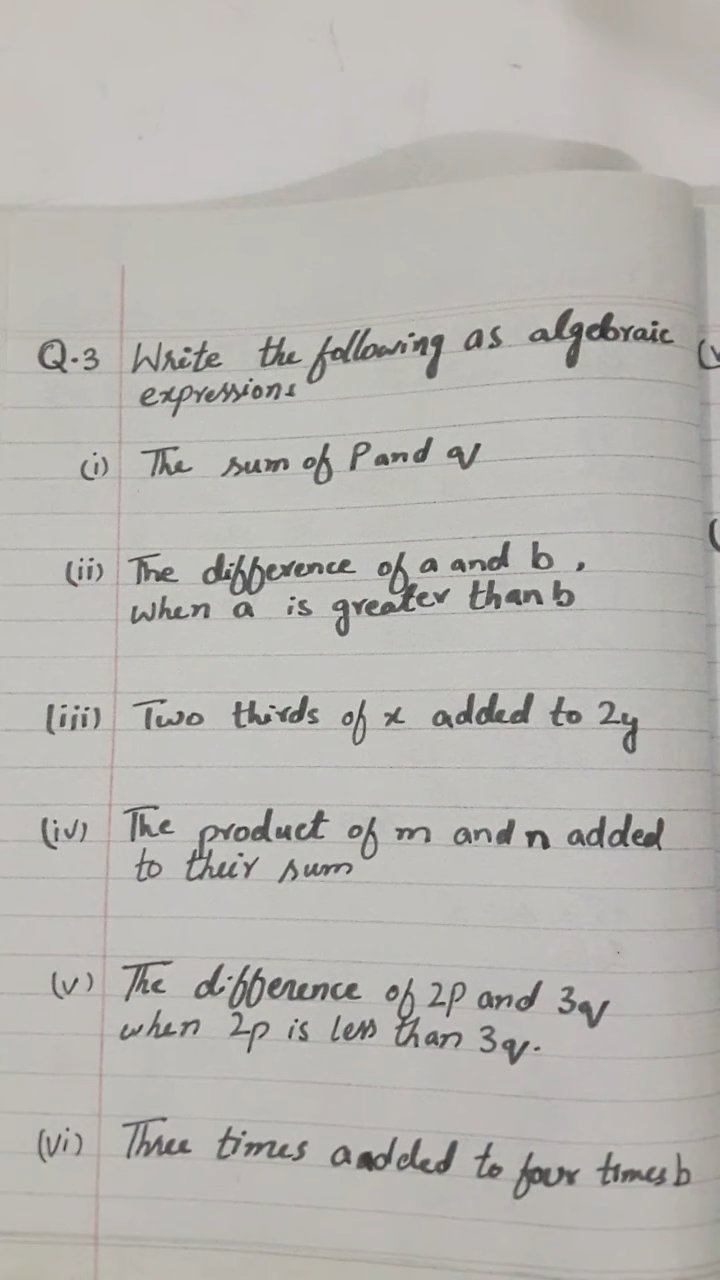 Q.3 Write the following as algebraic
expressions
(i) The sum of P and q
(ii) The difference of a and b,
when a is greater than b
(iii) Two thirds of x added to 2y
(iv) The product of m and n added
to their sum
(v) The difference of 2p and 3q
when 2p is less than 3q.
(vi) Three times a added to four times b